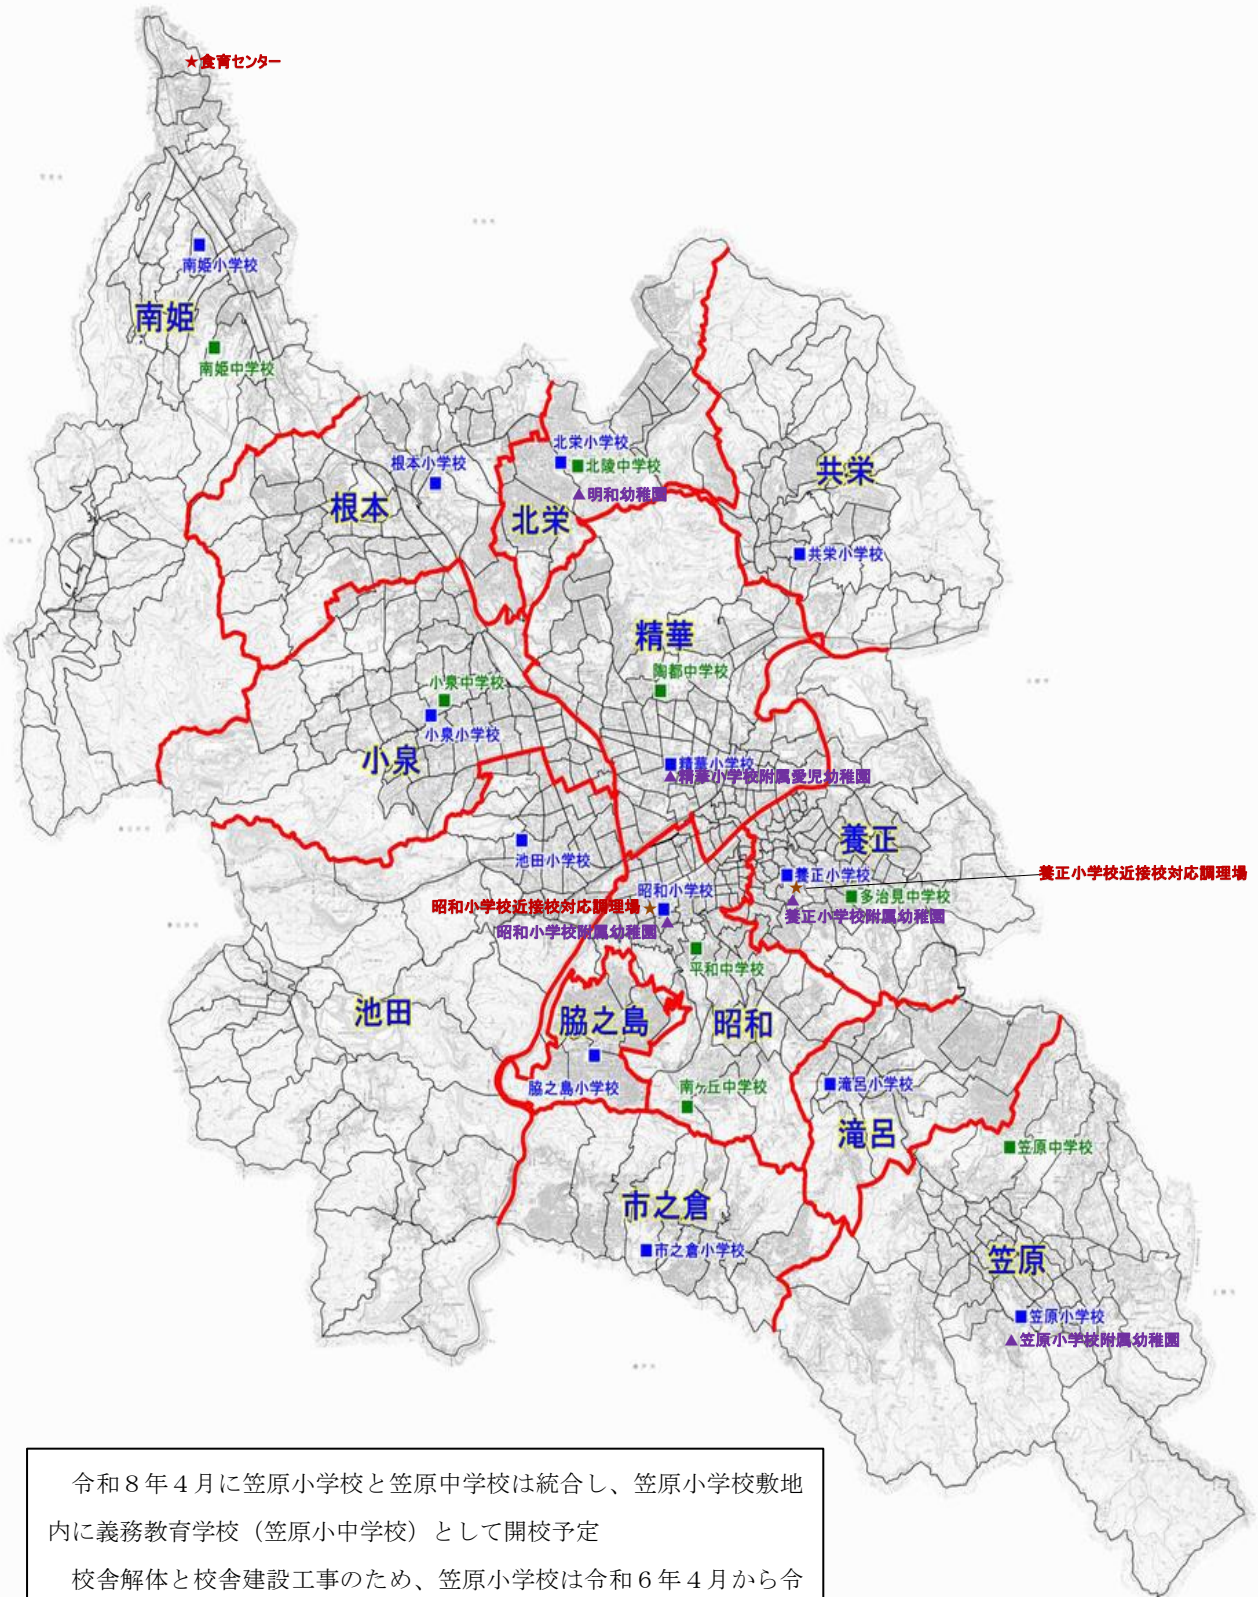 ★食育センター
南姫小学校
南姫
南姫中学校
北栄小学校
北陵中学校
根本小学校
共栄
▲明和幼稚園
根本
北栄
共栄小学校
精華
陶都中学校
小泉中学校
小泉小学校
小泉
精華小学校
▲精華小学校附属愛児幼稚園
養正
池田小学校
養正小学校
養正小学校近接校対応調理場
昭和小学校
多治見中学校
昭和小学校近接校対応調理場
養正小学校附属幼稚園
昭和小学校附属幼稚園
平和中学校
池田
脇之島
昭和
脇之島小学校
南ヶ丘中学校
滝呂小学校
滝呂
笠原中学校
市之倉
市之倉小学校
笠原
笠原小学校
▲笠原小学校附属幼稚園
令和8年4月に笠原小学校と笠原中学校は統合し、笠原小学校敷地
内に義務教育学校（笠原小中学校）として開校予定
校舎解体と校舎建設工事のため、笠原小学校は令和6年4月から令